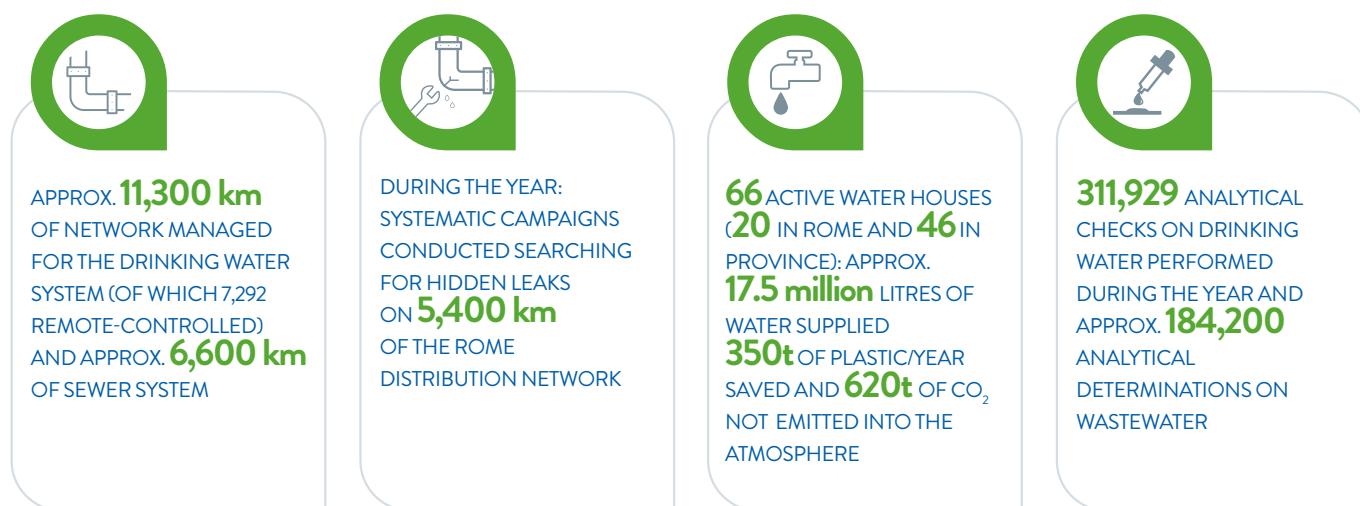 APPROX. 11,300 km
OF NETWORK MANAGED
FOR THE DRINKING WATER
SYSTEM (OF WHICH 7,292
REMOTE-CONTROLLED)
AND APPROX. 6,600 km
OF SEWER SYSTEM
DURING THE YEAR:
SYSTEMATIC CAMPAIGNS
CONDUCTED SEARCHING
FOR HIDDEN LEAKS
ON 5,400 km
OF THE ROME
DISTRIBUTION NETWORK
66 ACTIVE WATER HOUSES
(20 IN ROME AND 46 IN
PROVINCE): APPROX.
17.5 million LITRES OF
WATER SUPPLIED
350t OF PLASTIC/YEAR
SAVED AND 620t OF CO₂
NOT EMITTED INTO THE
ATMOSPHERE
311,929 ANALYTICAL
CHECKS ON DRINKING
WATER PERFORMED
DURING THE YEAR AND
APPROX. 184,200
ANALYTICAL
DETERMINATIONS ON
WASTEWATER